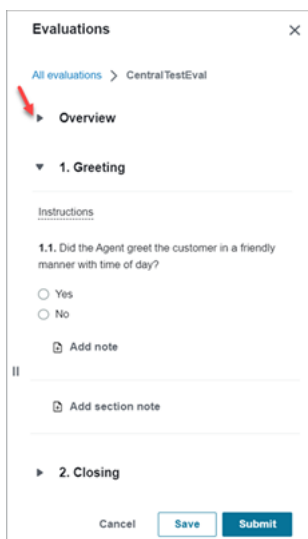 Evaluations
All evaluations > CentralTestEval
Overview
1. Greeting
Instructions
1.1. Did the Agent greet the customer in a friendly
manner with time of day?
Yes
No
Add note
Add section note
2. Closing
Cancel Save Submit